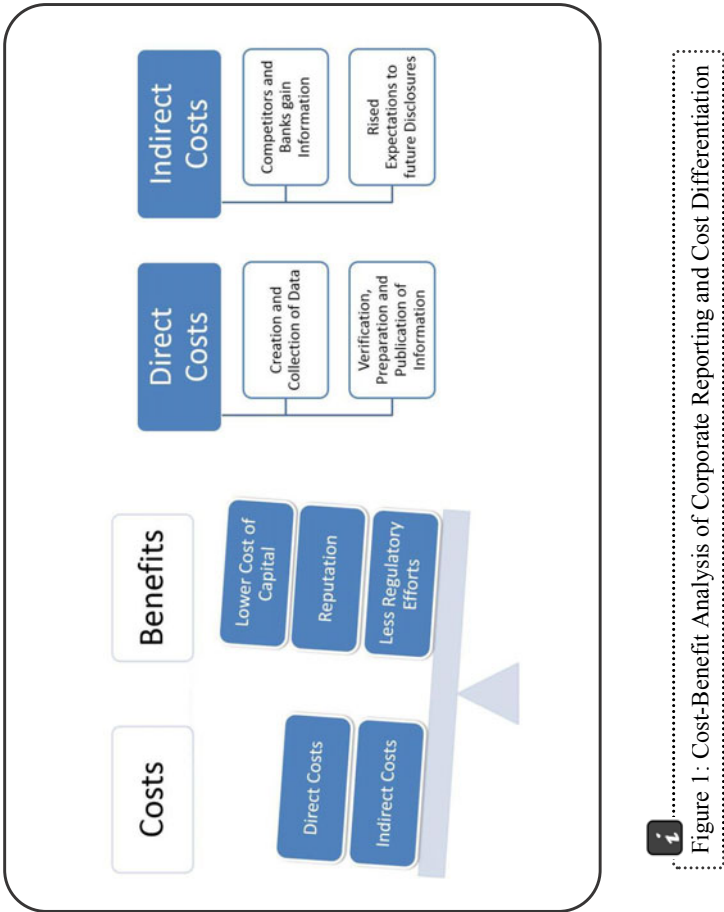 Costs
Benefits
Direct Costs
Indirect Costs
Lower Cost of
Capital
Reputation
Less Regulatory
Efforts
Direct
Costs
Creation and
Collection of Data
Verification,
Preparation and
Publication of
Information
Indirect
Costs
Competitors and
Banks gain
Information
Rised
Expectations to
future Disclosures
i
Figure 1: Cost-Benefit Analysis of Corporate Reporting and Cost Differentiation